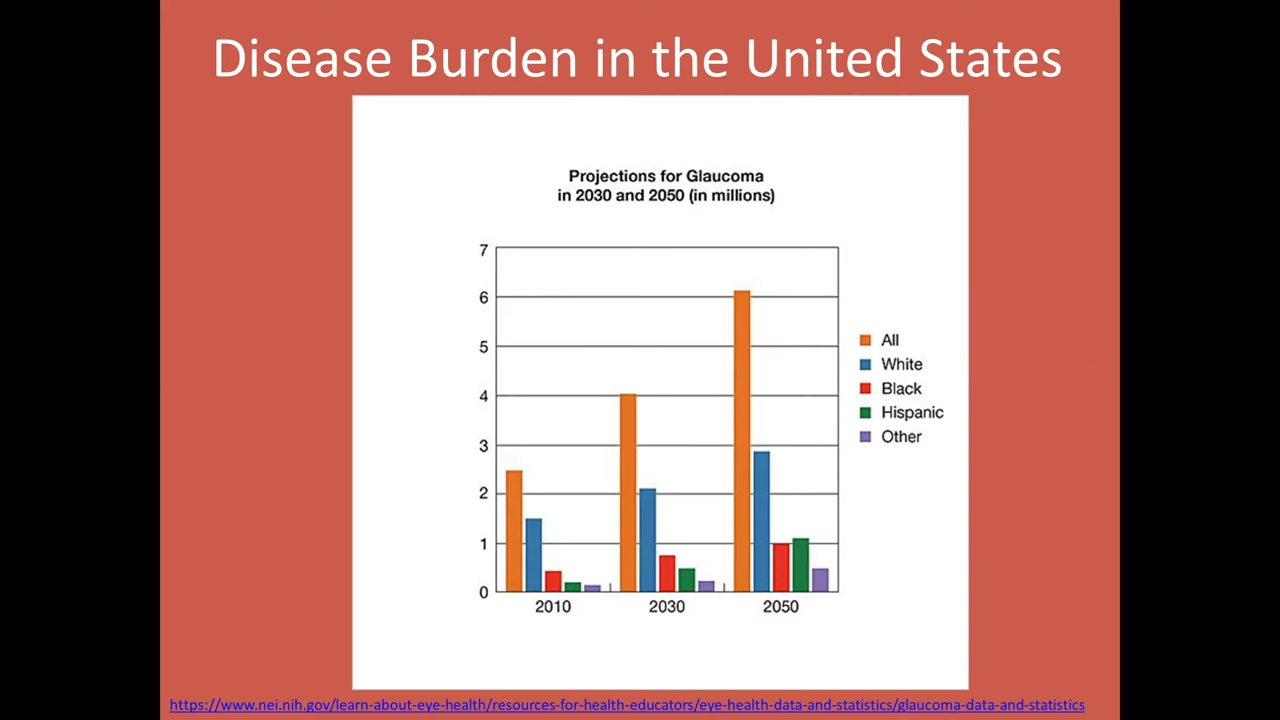 Disease Burden in the United States
Projections for Glaucoma
in 2030 and 2050 (in millions)
7
6
5
4
3
2
1
0
2010 2030 2050
All
White
Black
Hispanic
Other
https://www.nei.nih.gov/learn-about-eye-health/resources-for-health-educators/eye-health-data-and-statistics/glaucoma-data-and-statistics